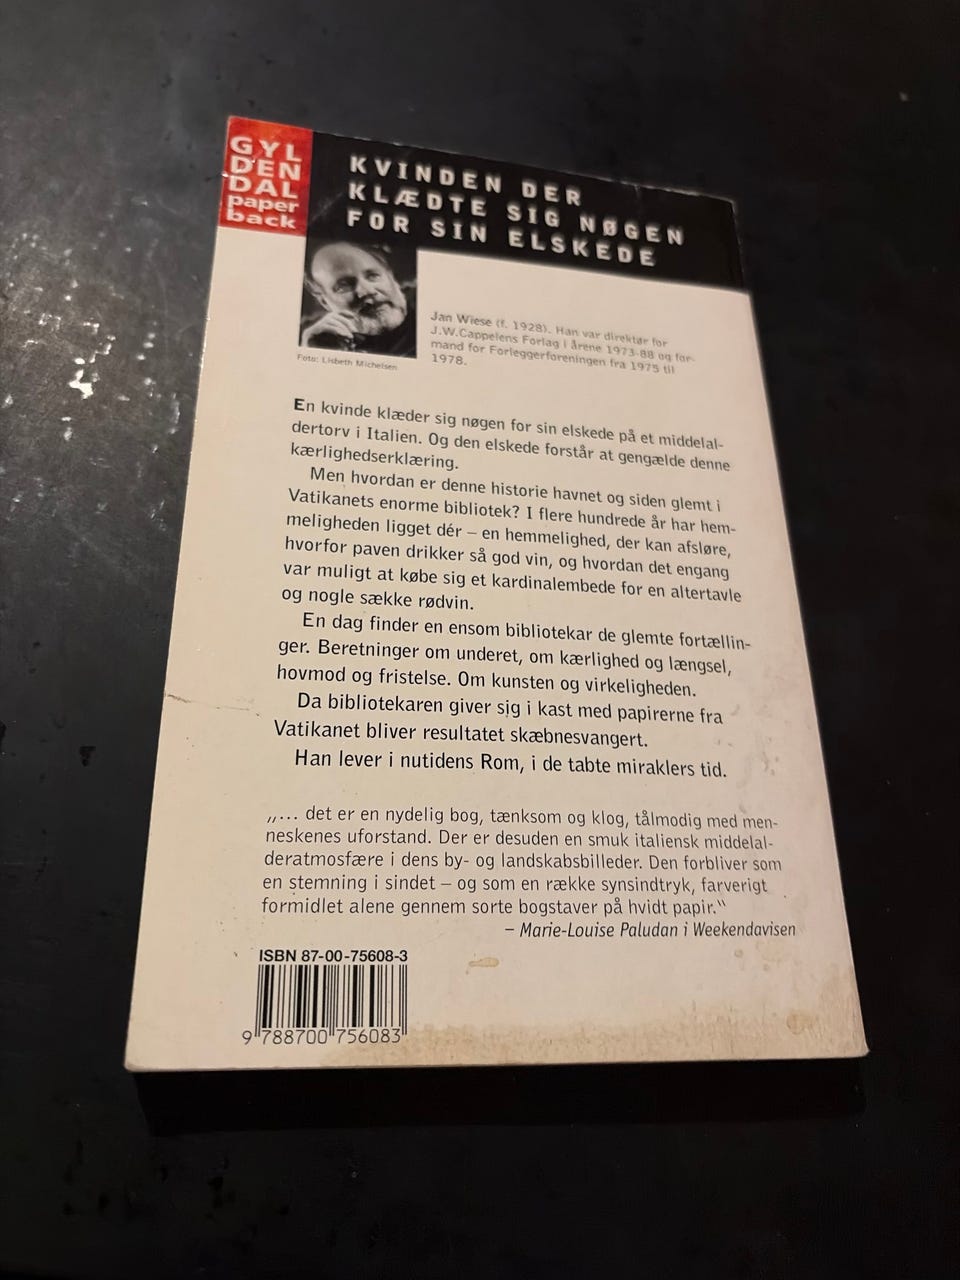 GYL
DEN
DAL
paper
back
KVINDEN DER
KLÆDTE SIG NØGEN
FOR SIN ELSKEDE
Foto: Lisbeth Michelsen
Jan Wiese (f. 1928). Han var direktør for
J.W.Cappelens Forlag i årene 1973-88 og for-
mand for Forleggerforeningen fra 1975 til
1978.
En kvinde klæder sig nøgen for sin elskede på et middelal-
dertorv i Italien. Og den elskede forstår at gengælde denne
kærlighedserklæring.
Men hvordan er denne historie havnet og siden glemt i
Vatikanets enorme bibliotek? I flere hundrede år har hem-
meligheden ligget dér – en hemmelighed, der kan afsløre,
hvorfor paven drikker så god vin, og hvordan det engang
var muligt at købe sig et kardinalembede for en altertavle
og nogle sække rødvin.
En dag finder en ensom bibliotekar de glemte fortællin-
ger. Beretninger om underet, om kærlighed og længsel,
hovmod og fristelse. Om kunsten og virkeligheden.
Da bibliotekaren giver sig i kast med papirerne fra
Vatikanet bliver resultatet skæbnesvangert.
Han lever i nutidens Rom, i de tabte miraklers tid.
„... det er en nydelig bog, tænksom og klog, tålmodig med men-
neskenes uforstand. Der er desuden en smuk italiensk middelal-
deratmosfære i dens by- og landskabsbilleder. Den forbliver som
en stemning i sindet – og som en række synsindtryk, farverigt
formidlet alene gennem sorte bogstaver på hvidt papir.“
– Marie-Louise Paludan i Weekendavisen
ISBN 87-00-75608-3
9 788700 756083